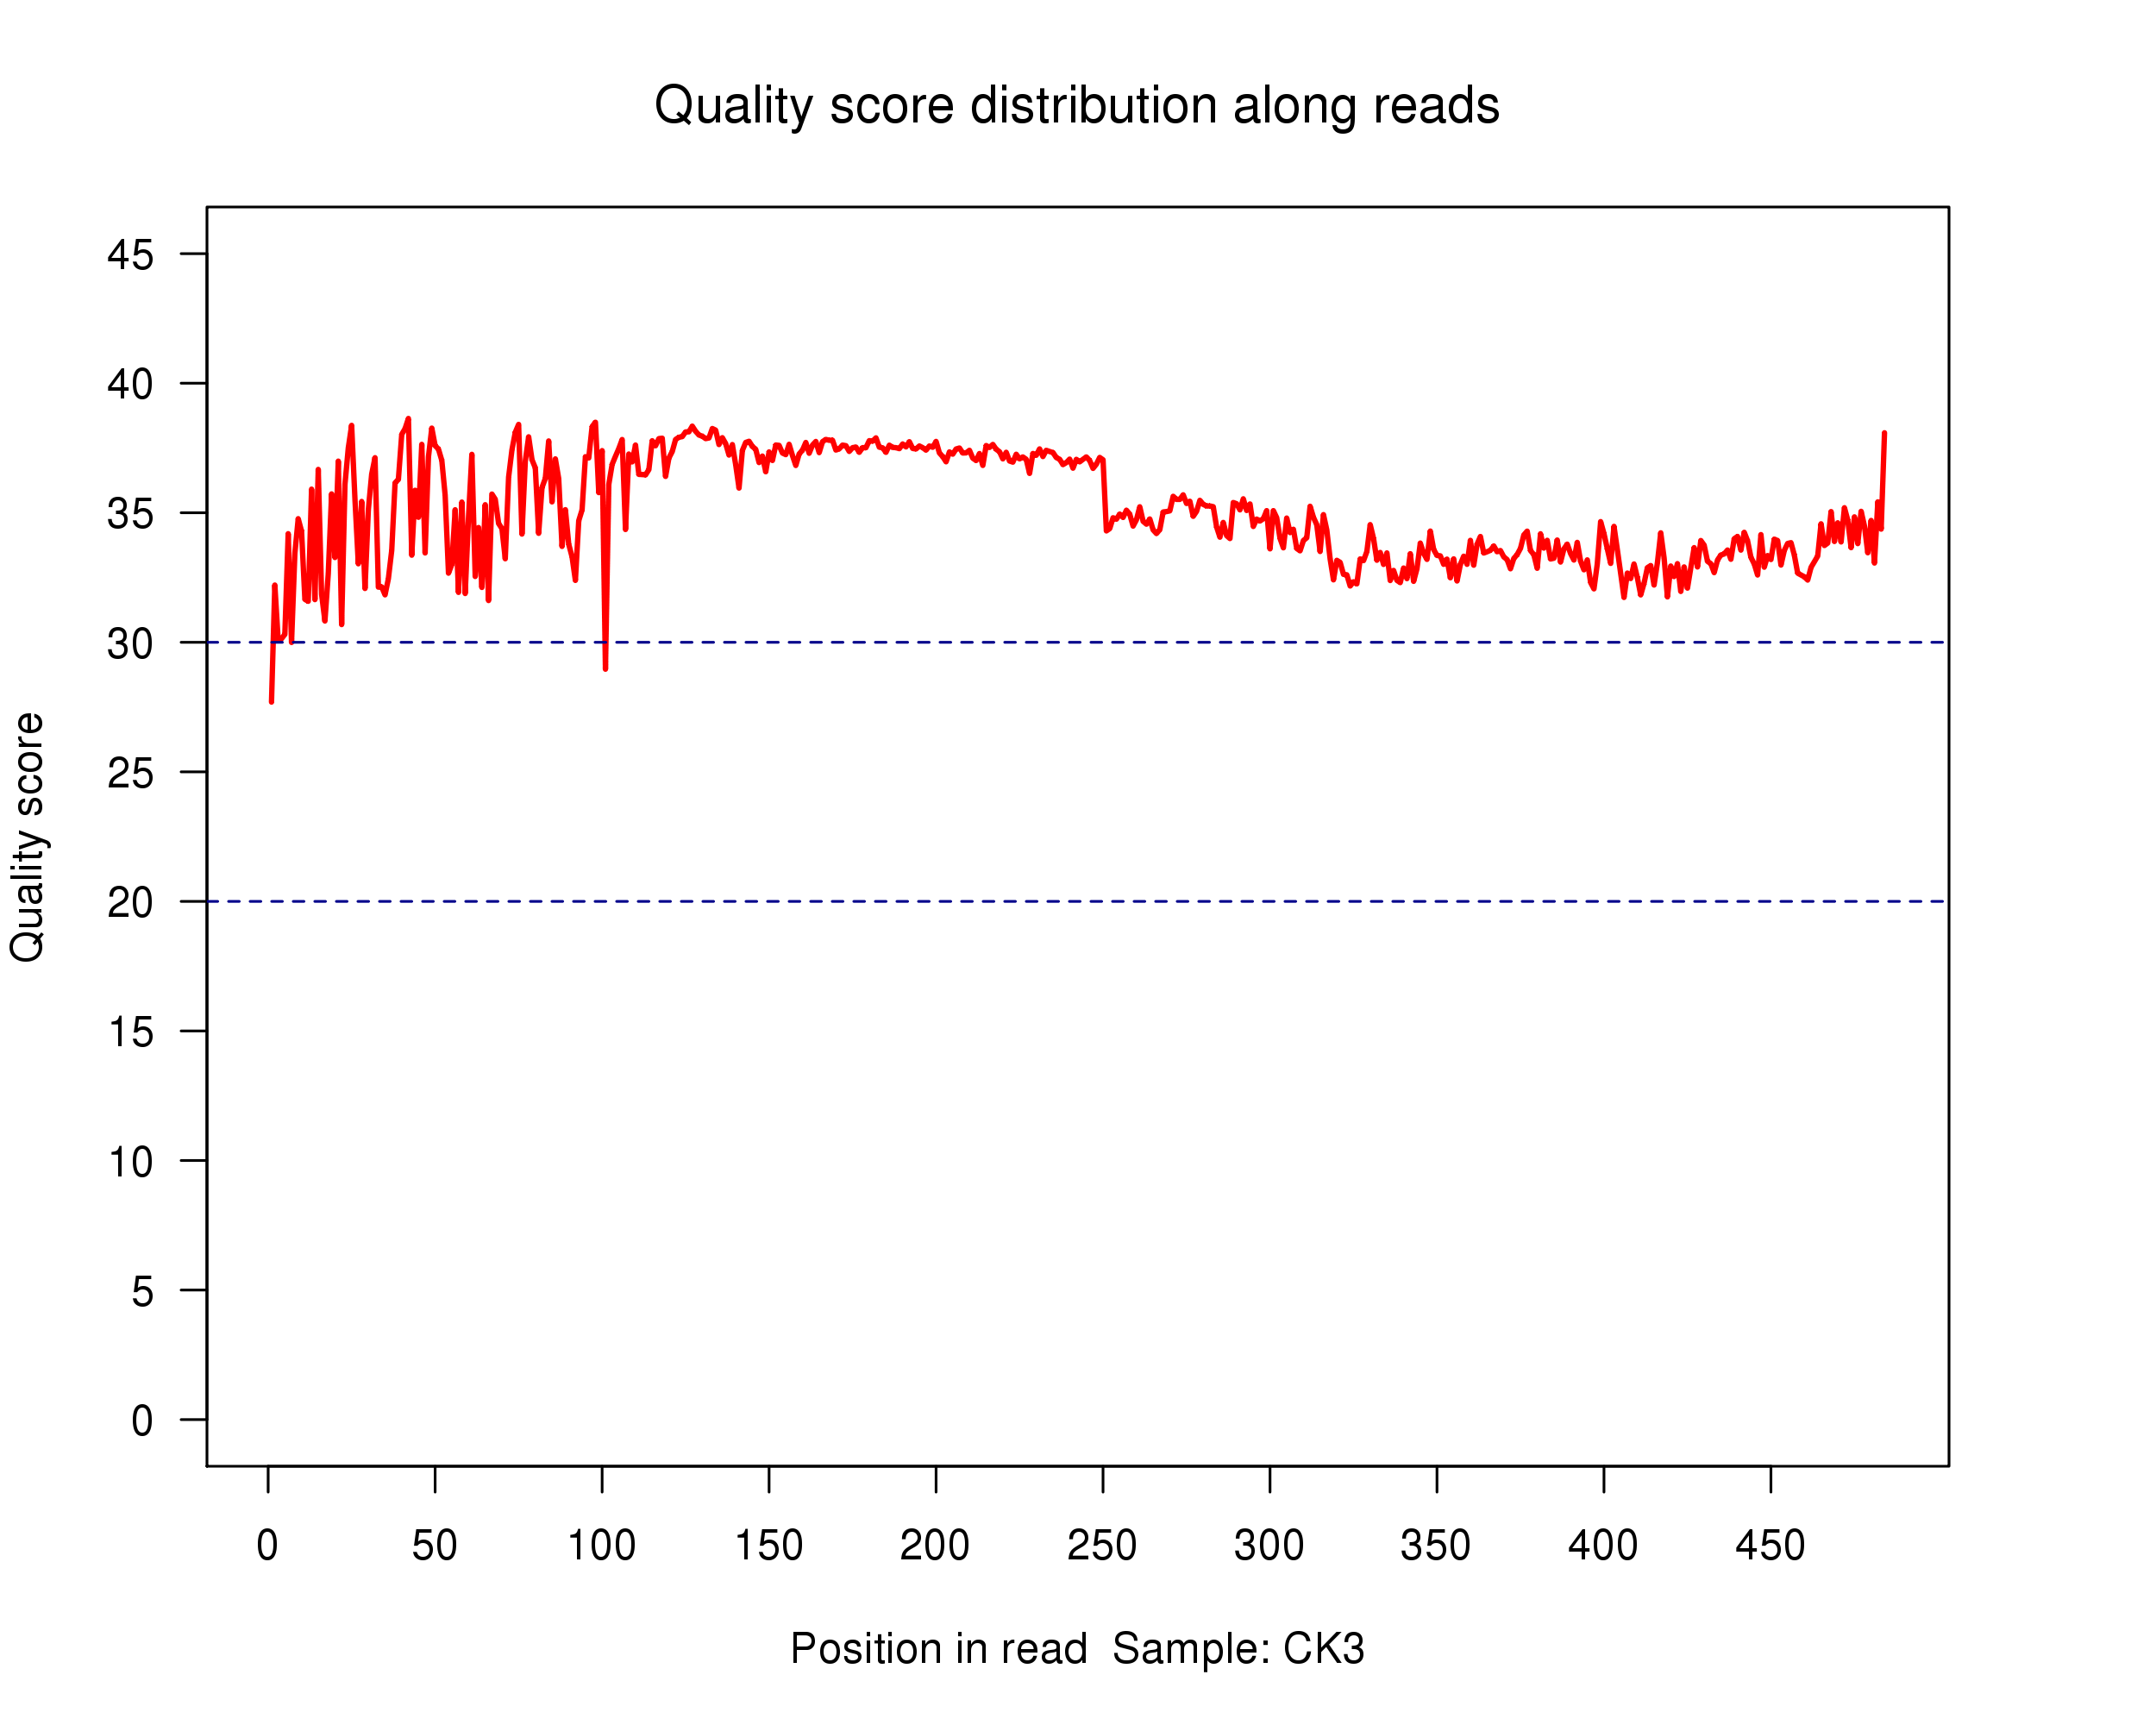 Quality score distribution along reads
45
40
35
30
25
20
15
10
5
0
Quality score
0 50 100 150 200 250 300 350 400 450
Position in read  Sample: CK3